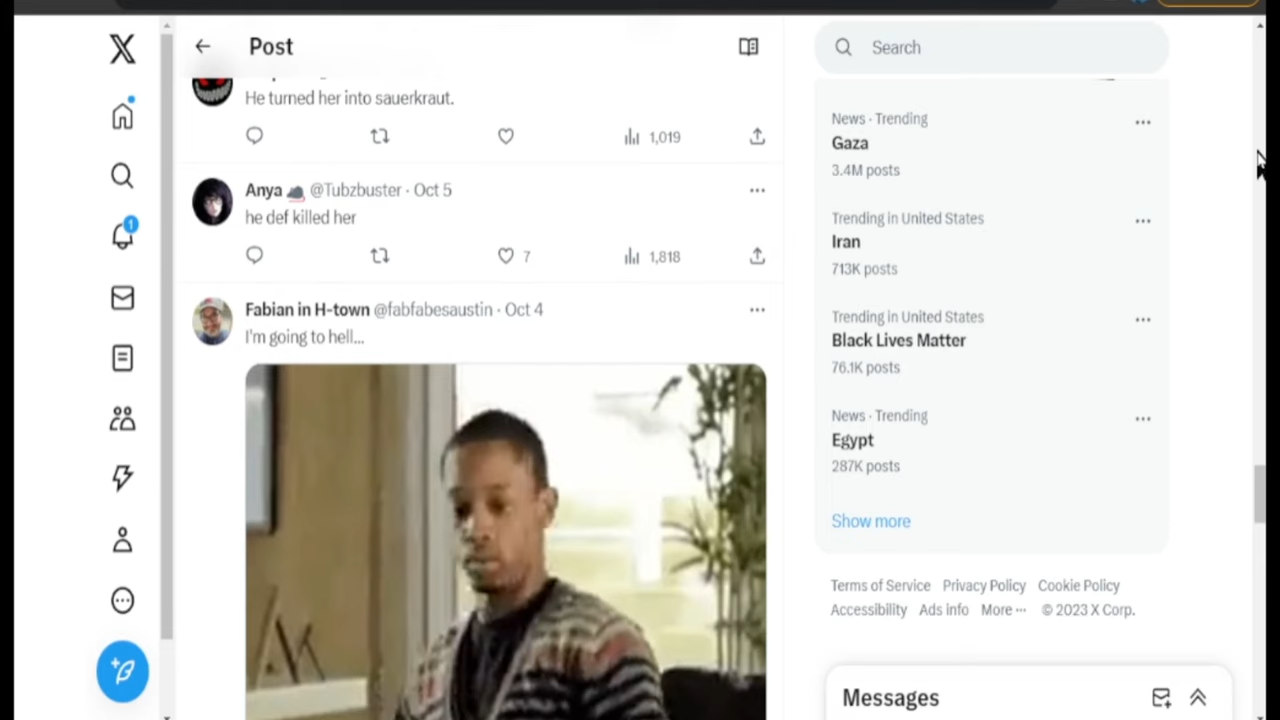 Post
He turned her into sauerkraut.
1,019
Anya @Tubzbuster · Oct 5
he def killed her
7
1,818
Fabian in H-town @fabfabesaustin · Oct 4
I'm going to hell...
1
Search
News · Trending
Gaza
3.4M posts
Trending in United States
Iran
713K posts
Trending in United States
Black Lives Matter
76.1K posts
News · Trending
Egypt
287K posts
Show more
Terms of Service Privacy Policy Cookie Policy
Accessibility Ads info More ··· © 2023 X Corp.
Messages